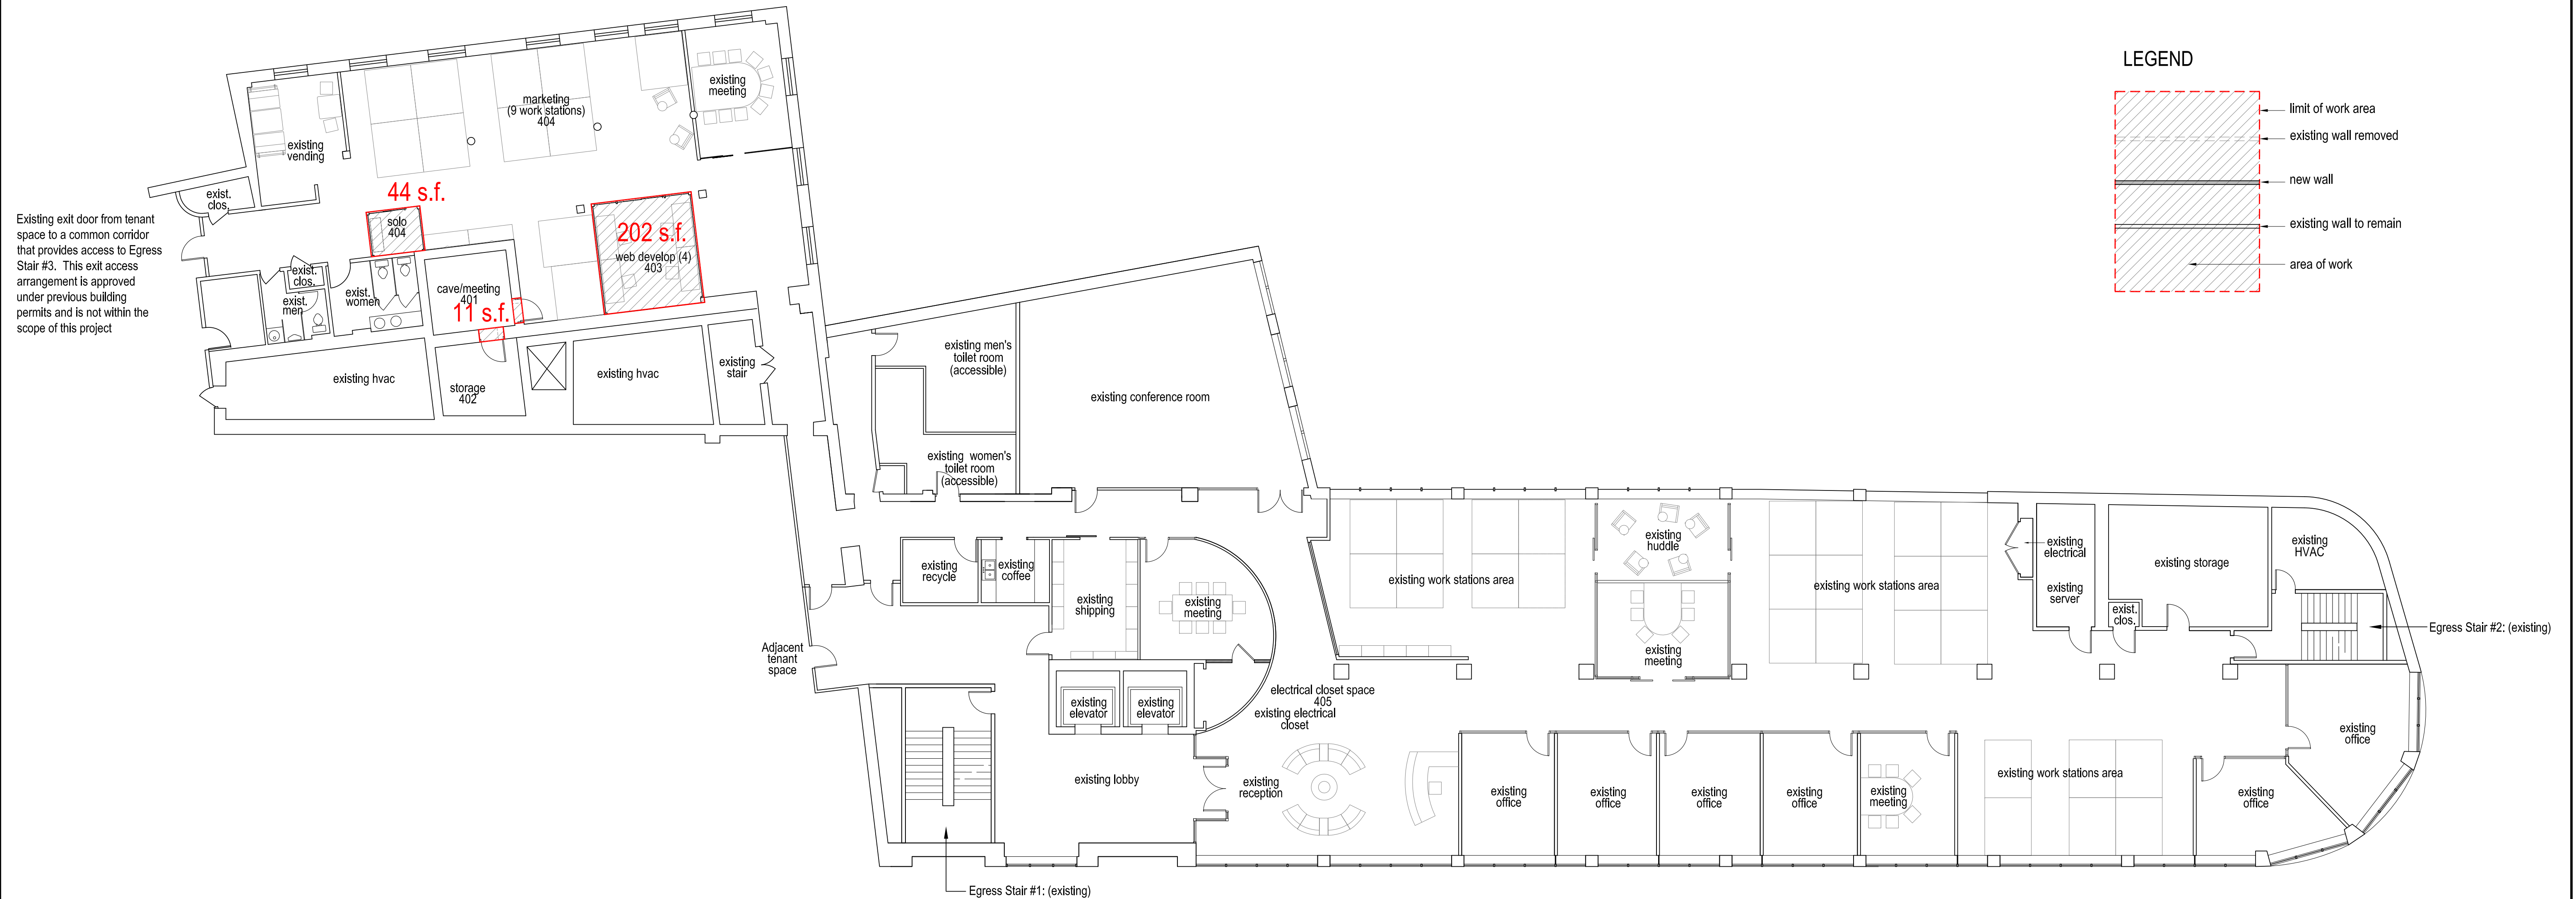 LEGEND
limit of work area
existing wall removed
new wall
existing wall to remain
area of work
existing
meeting
marketing
(9 work stations)
404
existing
vending
exist.
clos.
44 s.f.
solo
404
Existing exit door from tenant
space to a common corridor
that provides access to Egress
Stair #3.  This exit access
arrangement is approved
under previous building
permits and is not within the
scope of this project
202 s.f.
web develop (4)
403
exist.
clos.
exist.
men
exist.
women
cave/meeting
401
11 s.f.
existing hvac
storage
402
existing hvac
existing
stair
existing men's
toilet room
(accessible)
existing conference room
existing  women's
toilet room
(accessible)
existing
recycle
existing
coffee
existing
shipping
existing
meeting
existing work stations area
existing
huddle
existing
meeting
existing work stations area
existing
electrical
existing
server
existing storage
exist.
clos.
existing
HVAC
Egress Stair #2: (existing)
Adjacent
tenant
space
existing
elevator
existing
elevator
electrical closet space
405
existing electrical
closet
existing lobby
existing
reception
existing
office
existing
office
existing
office
existing
office
existing
meeting
existing work stations area
existing
office
existing
office
Egress Stair #1: (existing)